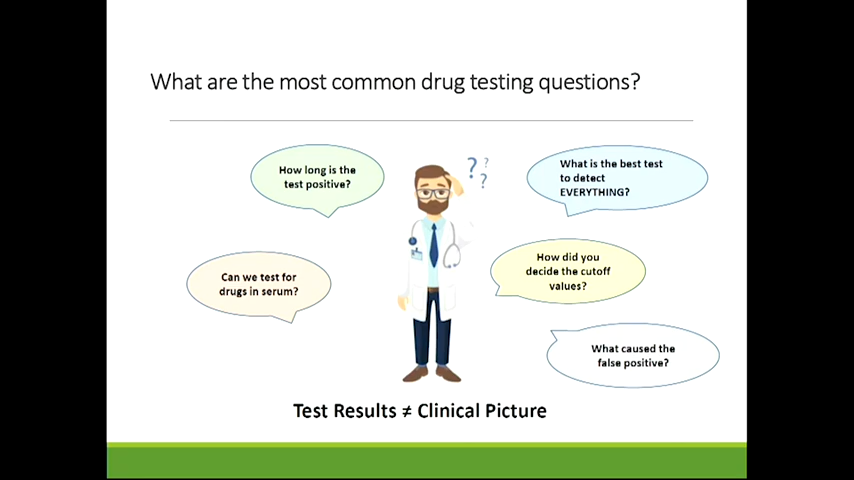 What are the most common drug testing questions?
How long is the
test positive?
? ? ?
What is the best test
to detect
EVERYTHING?
Can we test for
drugs in serum?
How did you
decide the cutoff
values?
What caused the
false positive?
Test Results ≠ Clinical Picture